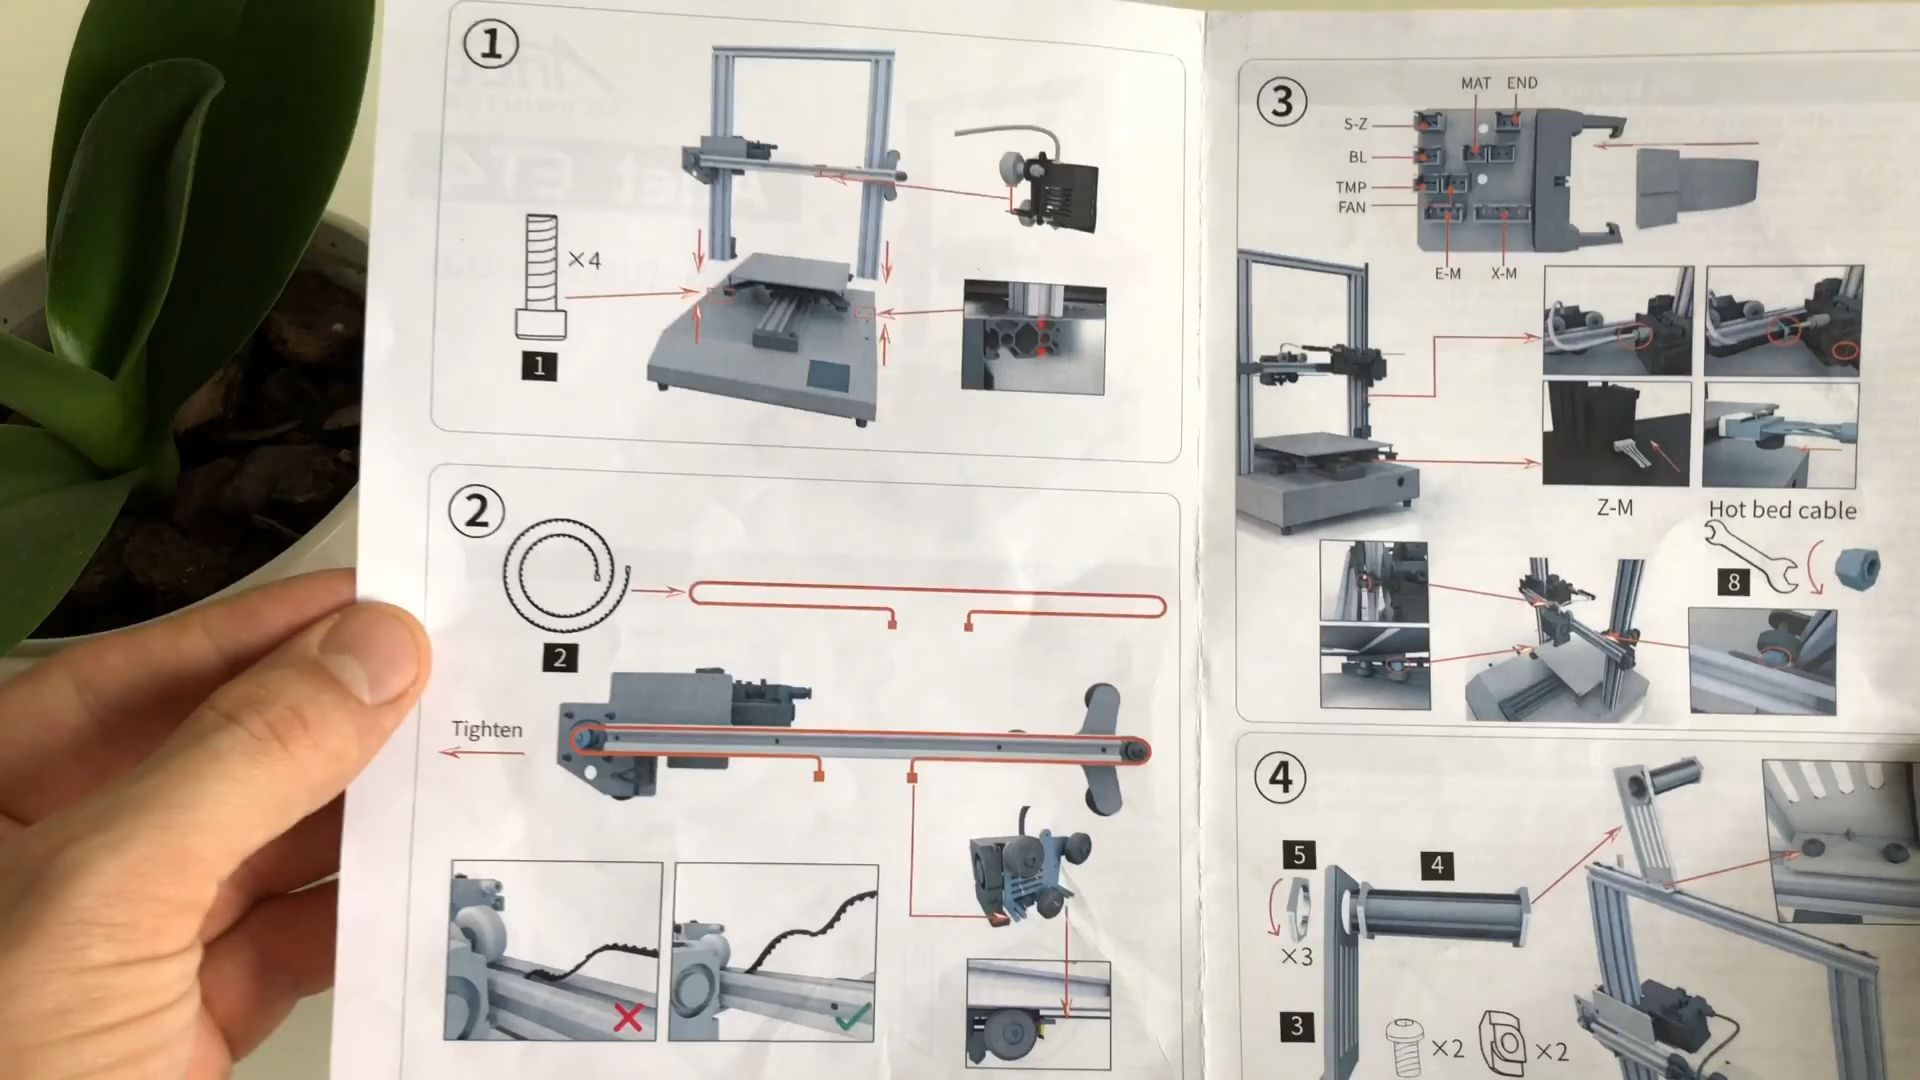 1
×4
1
2
2
Tighten
3
MAT END
S-Z
BL
TMP
FAN
E-M X-M
Z-M
Hot bed cable
8
4
5
4
×3
3
×2
×2